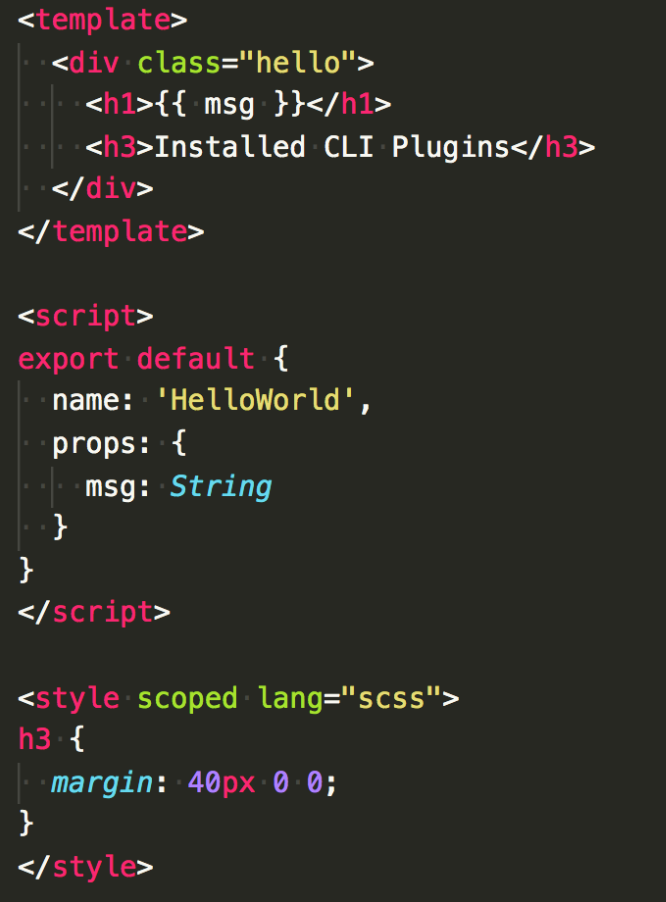 <template>
  <div class="hello">
    <h1>{{ msg }}</h1>
    <h3>Installed CLI Plugins</h3>
  </div>
</template>

<script>
export default {
  name: 'HelloWorld',
  props: {
    msg: String
  }
}
</script>

<style scoped lang="scss">
h3 {
  margin: 40px 0 0;
}
</style>